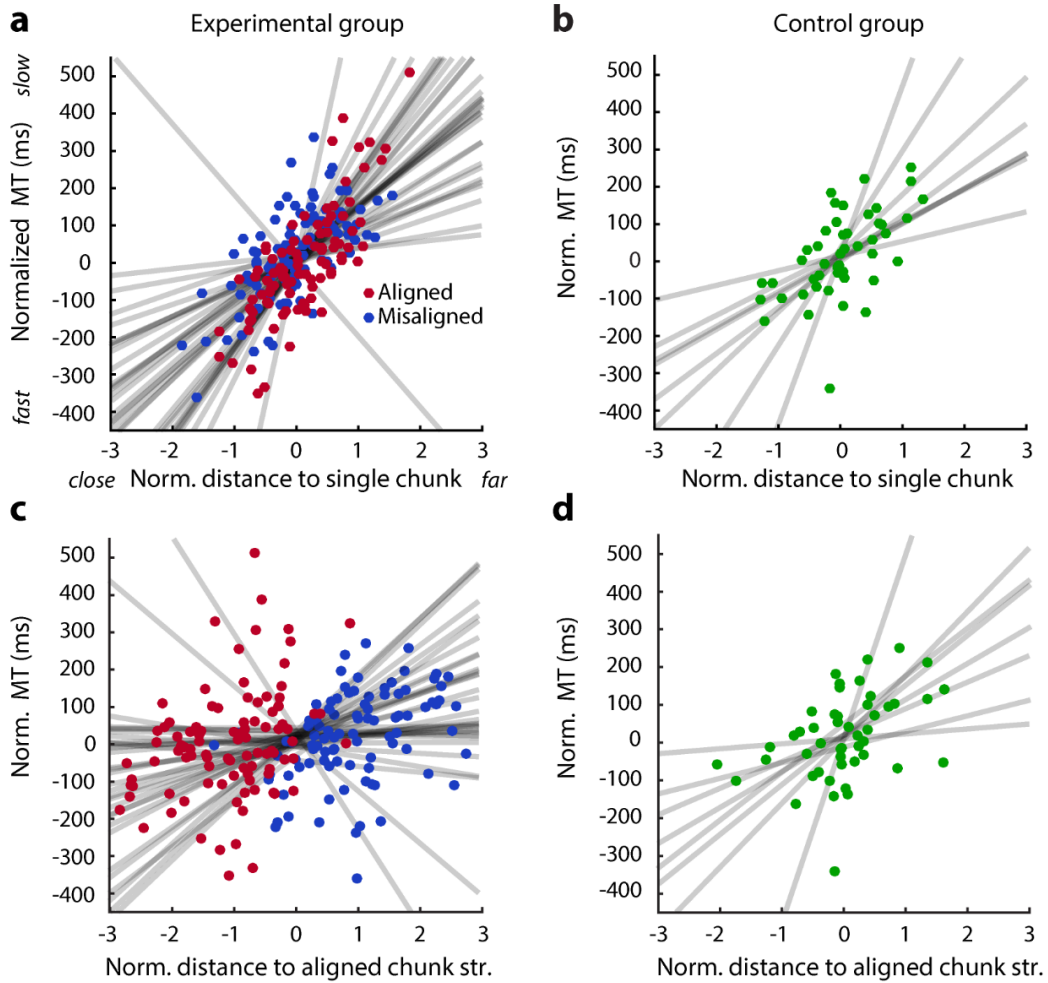 a
Experimental group
b
Control group
slow
fast
Normalized MT (ms)
500
400
300
200
100
0
-100
-200
-300
-400
Aligned
Misaligned
-3 -2 -1 0 1 2 3
close Norm. distance to single chunk far
Norm. MT (ms)
500
400
300
200
100
0
-100
-200
-300
-400
-3 -2 -1 0 1 2 3
Norm. distance to single chunk
c
Norm. MT (ms)
500
400
300
200
100
0
-100
-200
-300
-400
-3 -2 -1 0 1 2 3
Norm. distance to aligned chunk str.
d
Norm. MT (ms)
500
400
300
200
100
0
-100
-200
-300
-400
-3 -2 -1 0 1 2 3
Norm. distance to aligned chunk str.